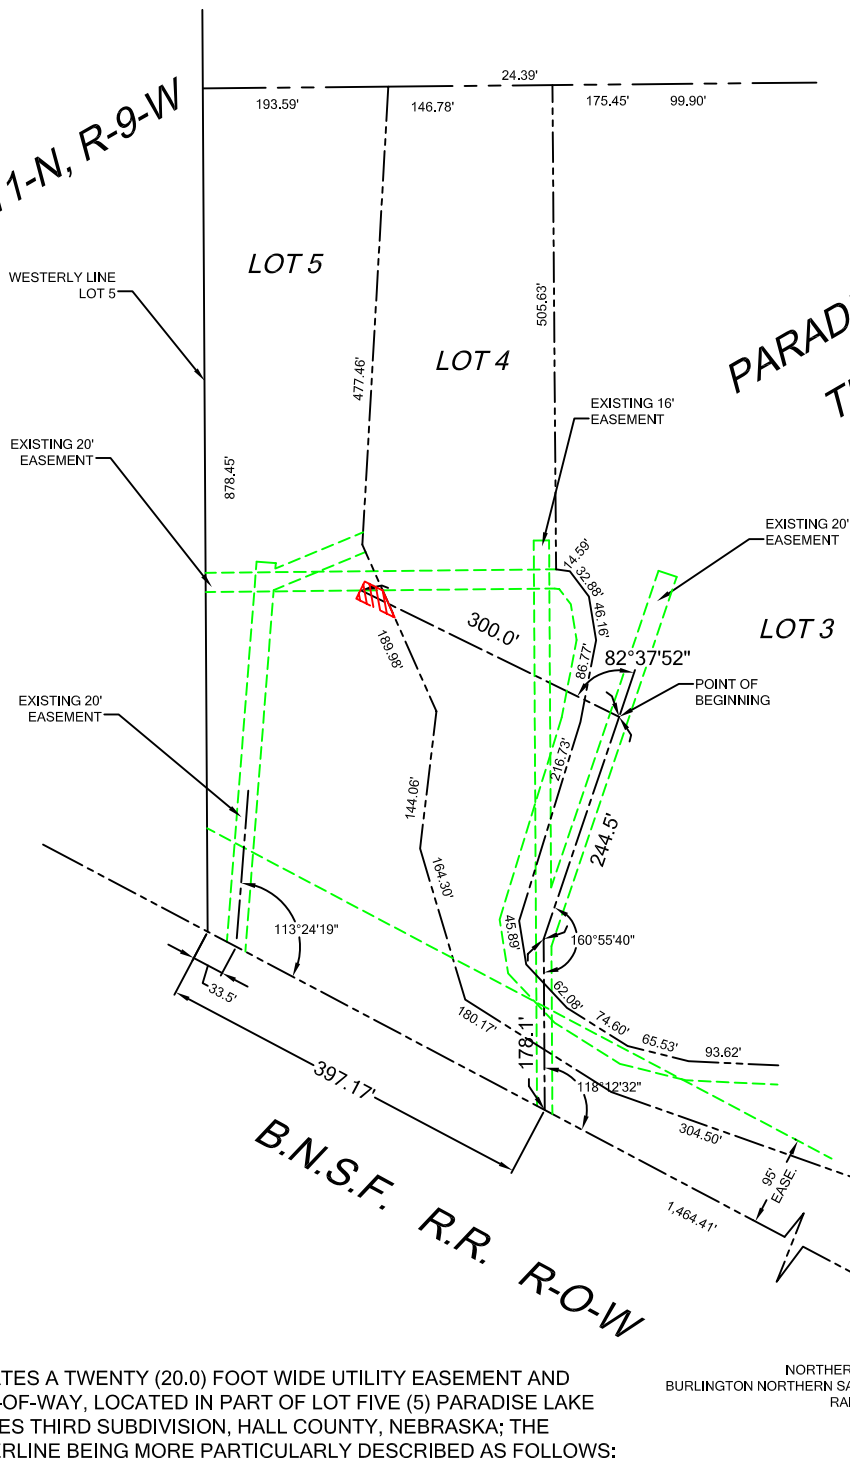 24.39'
193.59'
146.78'
175.45'
99.90'
1-N, R-9-W
LOT 5
WESTERLY LINE
LOT 5
505.63'
477.46'
LOT 4
PARAD
EXISTING 16'
EASEMENT
EXISTING 20'
EASEMENT
878.45'
EXISTING 20'
EASEMENT
14.59'
32.88'
46.16'
300.0'
LOT 3
189.98'
86.77'
82°37'52"
POINT OF
BEGINNING
EXISTING 20'
EASEMENT
216.73'
144.06'
244.5'
164.30'
45.89'
113°24'19"
160°55'40"
33.5'
62.08'
180.17'
74.60'
65.53'
93.62'
178.1'
397.17'
118°12'32"
304.50'
95'
EASE.
1,464.41'
B.N.S.F. R.R. R-O-W
NORTHER
BURLINGTON NORTHERN SA
RAI
ATES A TWENTY (20.0) FOOT WIDE UTILITY EASEMENT AND
-OF-WAY, LOCATED IN PART OF LOT FIVE (5) PARADISE LAKE
ES THIRD SUBDIVISION, HALL COUNTY, NEBRASKA; THE
ERLINE BEING MORE PARTICULARLY DESCRIBED AS FOLLOWS: